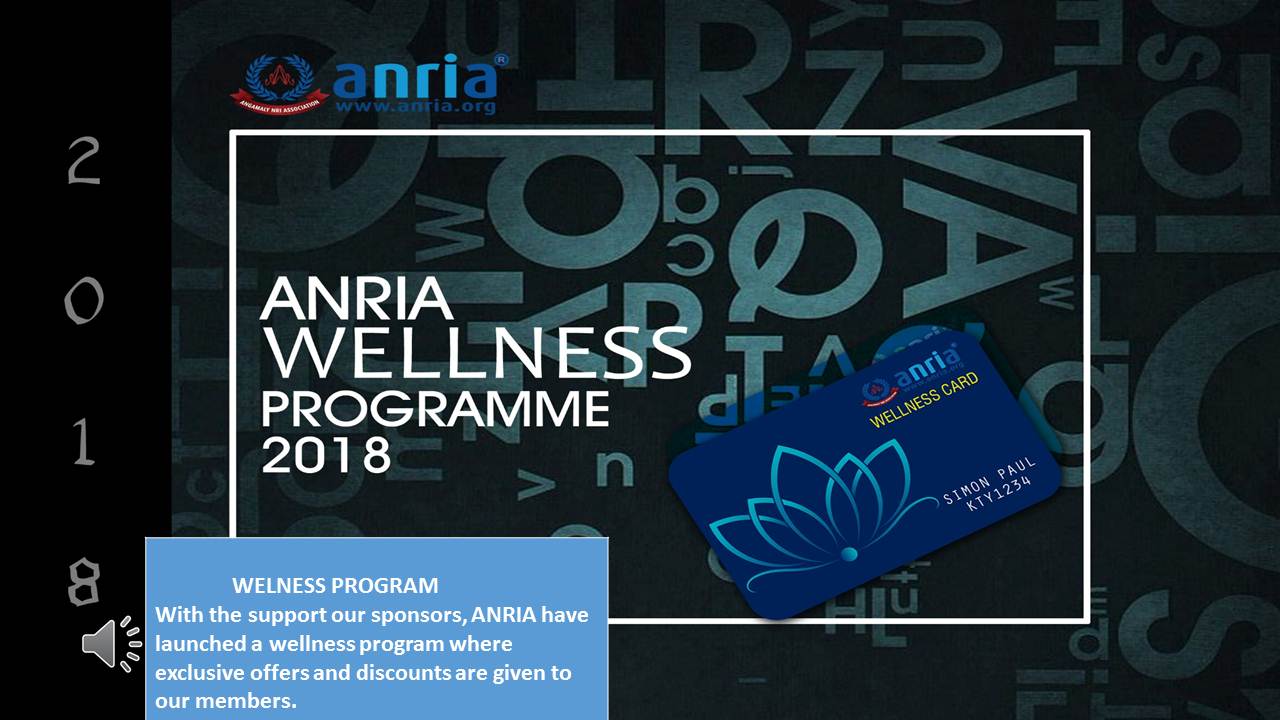 anria®
www.anria.org
ANGAMALY NRI ASSOCIATION
2
0
1
8
ANRIA
WELLNESS
PROGRAMME
2018
anria
WELLNESS CARD
SIMON PAUL
KTY1234
WELNESS PROGRAM
With the support our sponsors, ANRIA have
launched a wellness program where
exclusive offers and discounts are given to
our members.